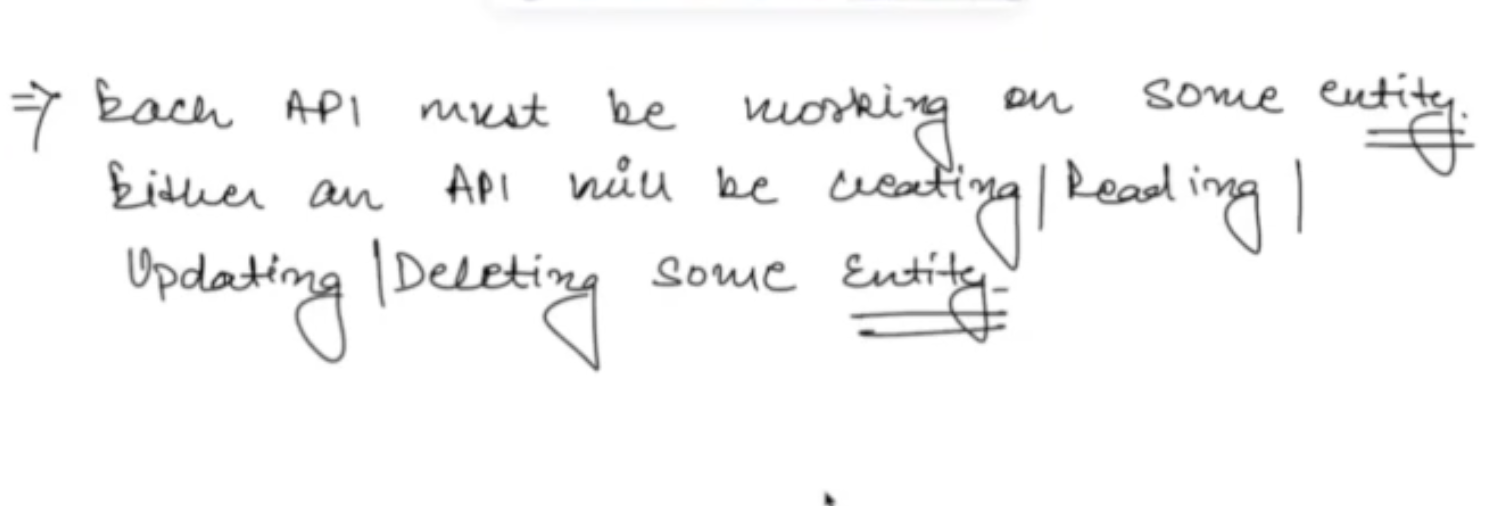 ⇒ Each API must be working on some entity.
Either an API will be creating | Reading |
Updating | Deleting some Entity.